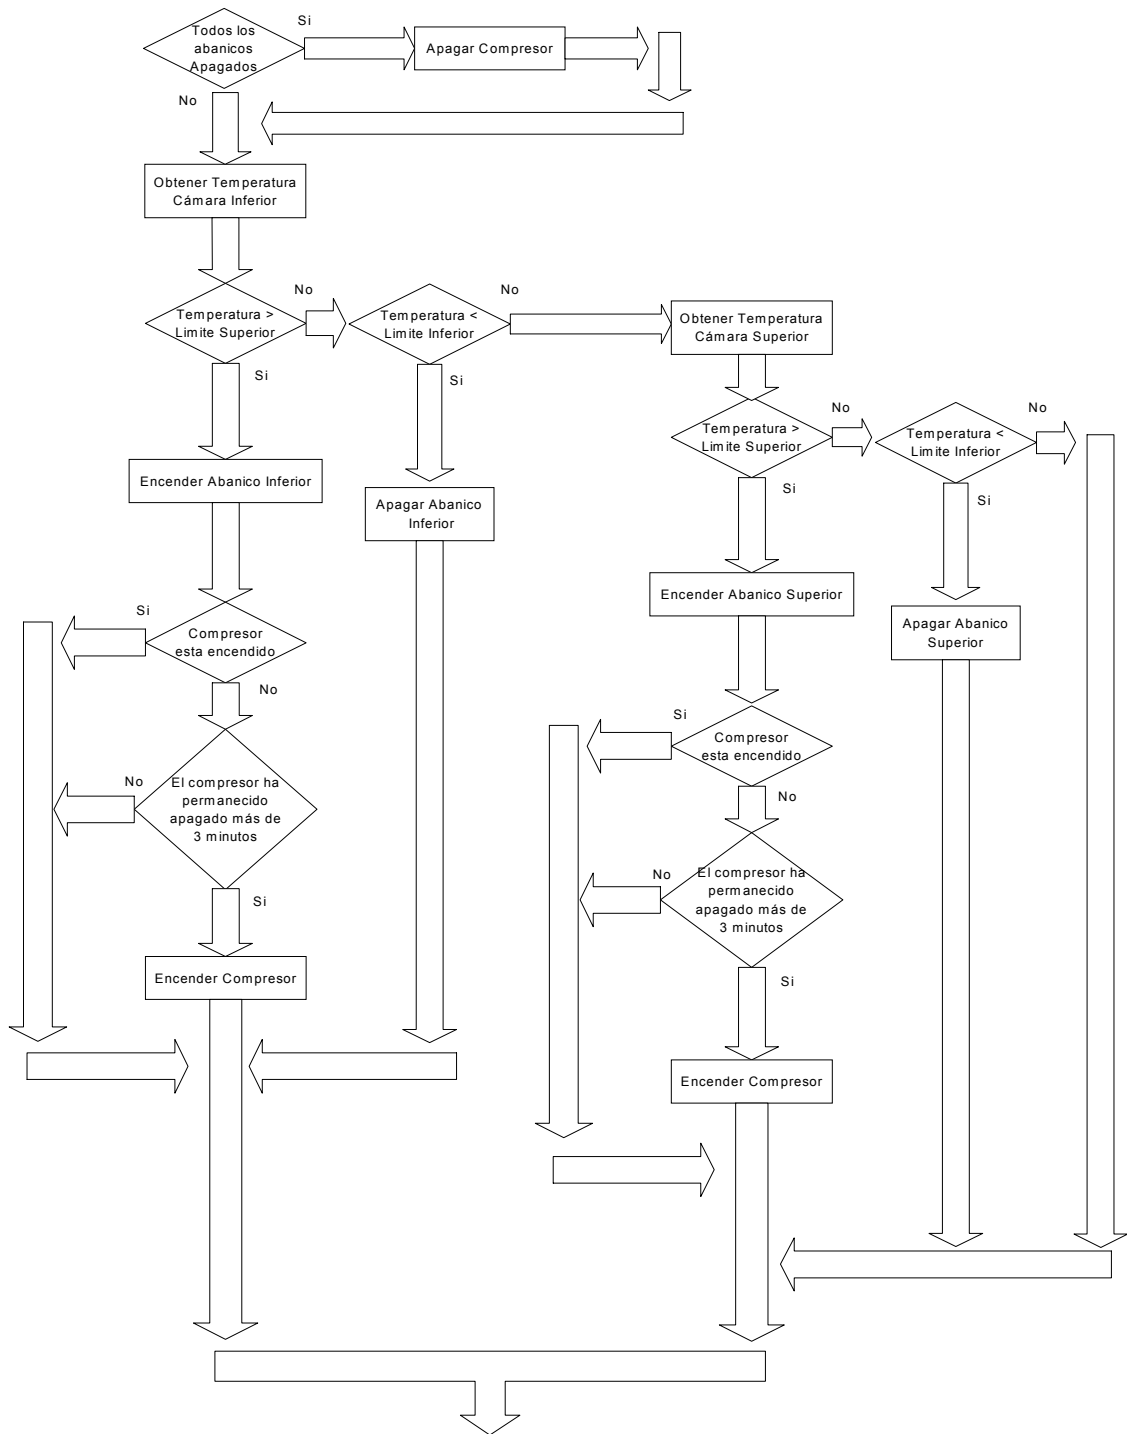 Todos los
abanicos
Apagados
Si
Apagar Compresor
No
Obtener Temperatura
Cámara Inferior
Temperatura >
Limite Superior
No
Temperatura <
Limite Inferior
No
Obtener Temperatura
Cámara Superior
Si
Si
Temperatura >
Limite Superior
No
Temperatura <
Limite Inferior
No
Encender Abanico Inferior
Apagar Abanico
Inferior
Si
Si
Encender Abanico Superior
Apagar Abanico
Superior
Si
Compresor
esta encendido
No
Si
Compresor
esta encendido
No
No
El compresor ha
permanecido
apagado más de
3 minutos
Si
No
El compresor ha
permanecido
apagado más de
3 minutos
Si
Encender Compresor
Encender Compresor